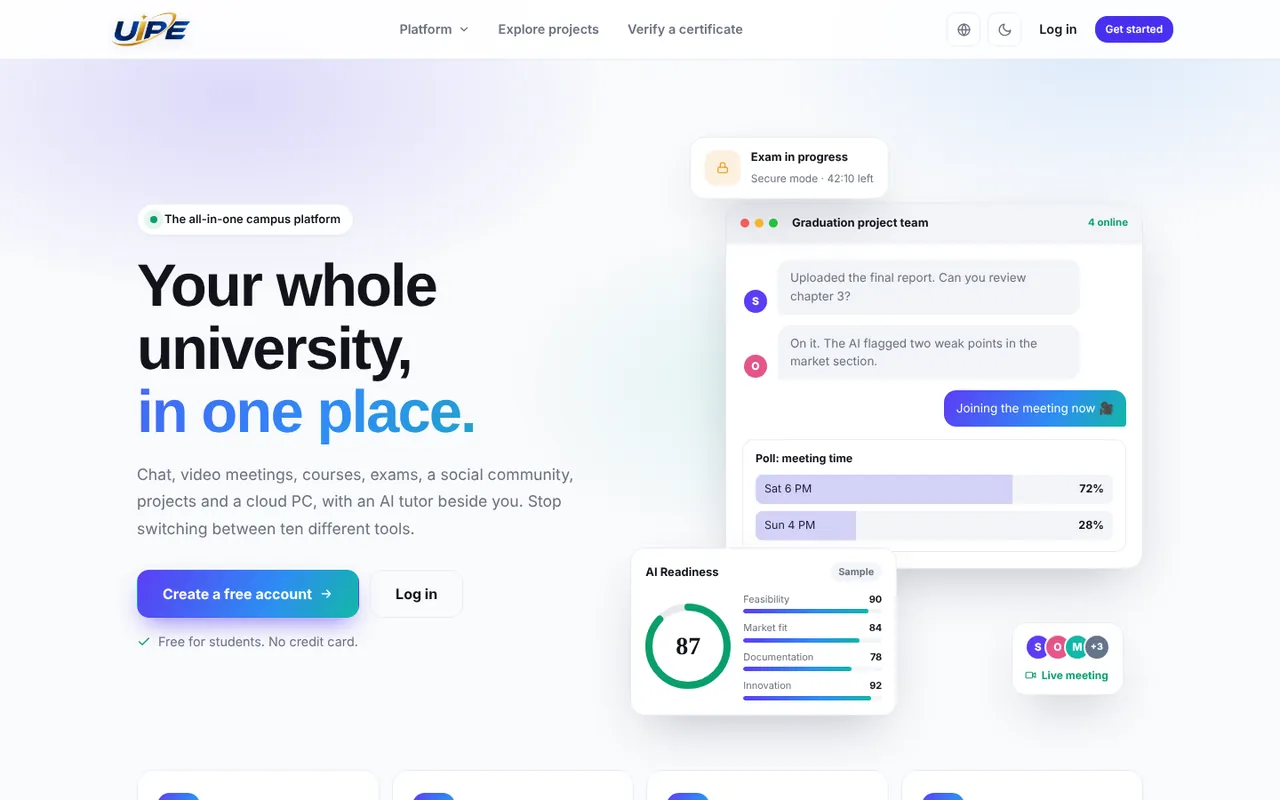 UIPE
Platform
Explore projects
Verify a certificate
Log in
Get started
The all-in-one campus platform
Your whole
university,
in one place.
Chat, video meetings, courses, exams, a social community,
projects and a cloud PC, with an AI tutor beside you. Stop
switching between ten different tools.
Create a free account →
Log in
Free for students. No credit card.
Exam in progress
Secure mode · 42:10 left
Graduation project team
4 online
Uploaded the final report. Can you review
chapter 3?
S
On it. The AI flagged two weak points in the
market section.
O
Joining the meeting now 🎥
Poll: meeting time
Sat 6 PM 72%
Sun 4 PM 28%
AI Readiness
Sample
87
Feasibility 90
Market fit 84
Documentation 78
Innovation 92
S O M +3
Live meeting